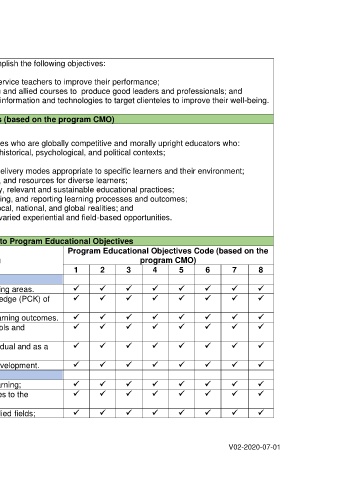 nplish the following objectives:
ervice teachers to improve their performance;
and allied courses to produce good leaders and professionals; and
information and technologies to target clienteles to improve their well-being.
s (based on the program CMO)
es who are globally competitive and morally upright educators who:
historical, psychological, and political contexts;
delivery modes appropriate to specific learners and their environment;
, and resources for diverse learners;
y, relevant and sustainable educational practices;
ing, and reporting learning processes and outcomes;
ocal, national, and global realities; and
varied experiential and field-based opportunities.
to Program Educational Objectives
Program Educational Objectives Code (based on the
program CMO)
1 2 3 4 5 6 7 8
ing areas. ✓ ✓ ✓ ✓ ✓ ✓ ✓ ✓
edge (PCK) of ✓ ✓ ✓ ✓ ✓ ✓ ✓ ✓
arning outcomes. ✓ ✓ ✓ ✓ ✓ ✓ ✓ ✓
ols and ✓ ✓ ✓ ✓ ✓ ✓ ✓ ✓
dual and as a ✓ ✓ ✓ ✓ ✓ ✓ ✓ ✓
velopment. ✓ ✓ ✓ ✓ ✓ ✓ ✓ ✓
arning; ✓ ✓ ✓ ✓ ✓ ✓ ✓ ✓
es to the ✓ ✓ ✓ ✓ ✓ ✓ ✓ ✓
lied fields; ✓ ✓ ✓ ✓ ✓ ✓ ✓ ✓
V02-2020-07-01